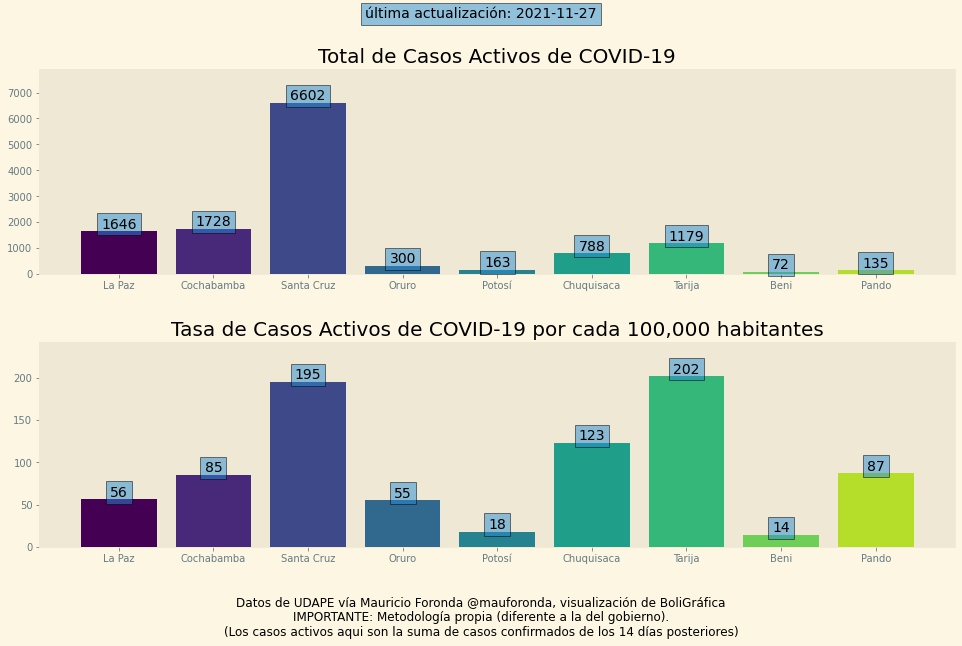 última actualización: 2021-11-27
Total de Casos Activos de COVID-19
7000
6000
5000
4000
3000
2000
1000
0
1646
1728
6602
300
163
788
1179
72
135
La Paz
Cochabamba
Santa Cruz
Oruro
Potosí
Chuquisaca
Tarija
Beni
Pando
Tasa de Casos Activos de COVID-19 por cada 100,000 habitantes
200
150
100
50
0
56
85
195
55
18
123
202
14
87
La Paz
Cochabamba
Santa Cruz
Oruro
Potosí
Chuquisaca
Tarija
Beni
Pando
Datos de UDAPE vía Mauricio Foronda @mauforonda, visualización de BoliGráfica
IMPORTANTE: Metodología propia (diferente a la del gobierno).
(Los casos activos aqui son la suma de casos confirmados de los 14 días posteriores)